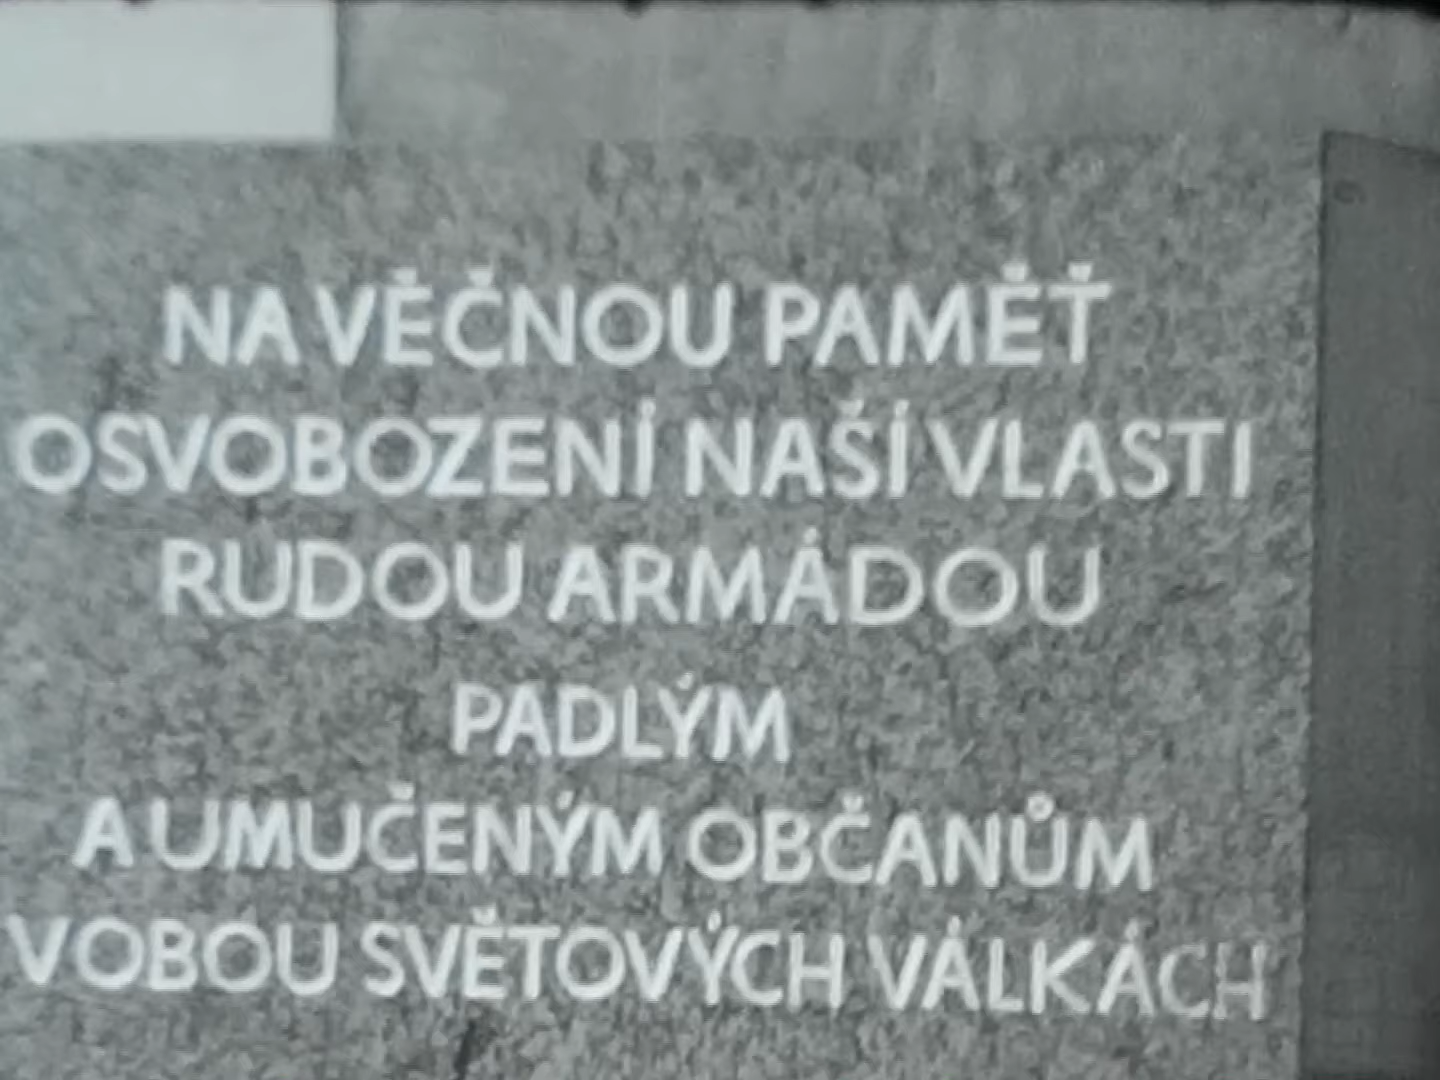 NA VĚČNOU PAMĚŤ
OSVOBOZENÍ NAŠÍ VLASTI
RUDOU ARMÁDOU
PADLÝM
A UMUČENÝM OBČANŮM
V OBOU SVĚTOVÝCH VÁLKÁCH